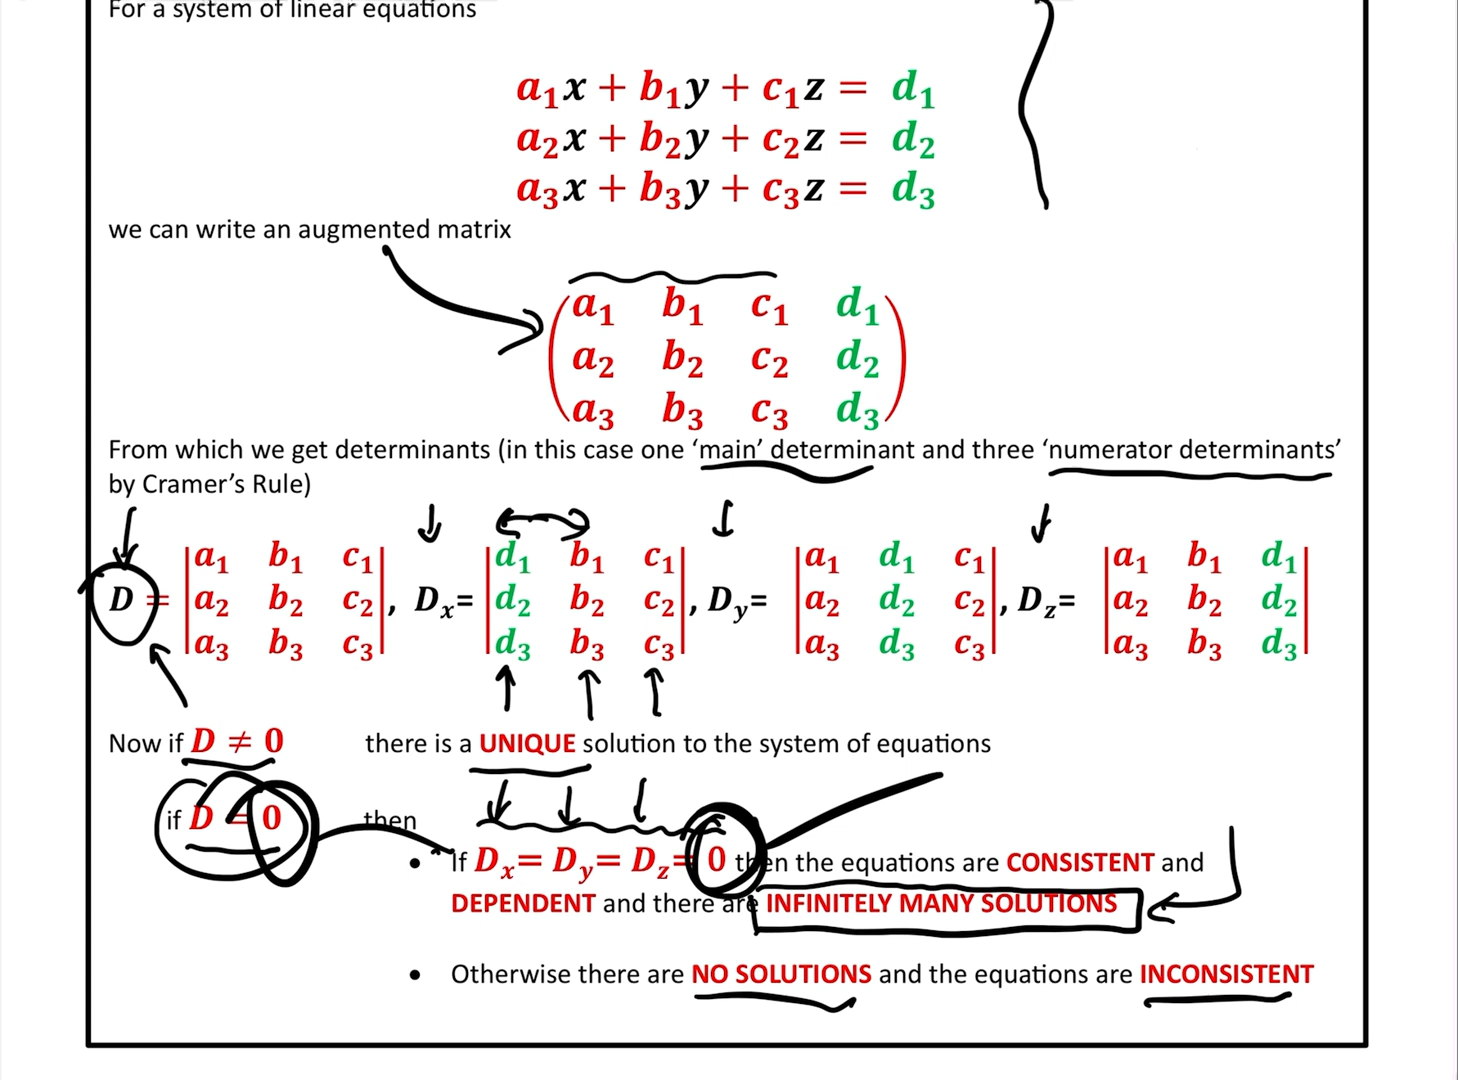 For a system of linear equations
a₁x + b₁y + c₁z = d₁
a₂x + b₂y + c₂z = d₂
a₃x + b₃y + c₃z = d₃
we can write an augmented matrix
a₁ b₁ c₁ d₁
a₂ b₂ c₂ d₂
a₃ b₃ c₃ d₃
From which we get determinants (in this case one ‘main’ determinant and three ‘numerator determinants’
by Cramer’s Rule)
D = |a₁ b₁ c₁|, Dₓ= |d₁ b₁ c₁|, Dᵧ= |a₁ d₁ c₁|, D_z= |a₁ b₁ d₁|
|a₂ b₂ c₂| |d₂ b₂ c₂| |a₂ d₂ c₂| |a₂ b₂ d₂|
|a₃ b₃ c₃| |d₃ b₃ c₃| |a₃ d₃ c₃| |a₃ b₃ d₃|
Now if D ≠ 0 there is a UNIQUE solution to the system of equations
if D = 0 then
• If Dₓ= Dᵧ= D_z= 0 then the equations are CONSISTENT and
DEPENDENT and there are INFINITELY MANY SOLUTIONS
• Otherwise there are NO SOLUTIONS and the equations are INCONSISTENT